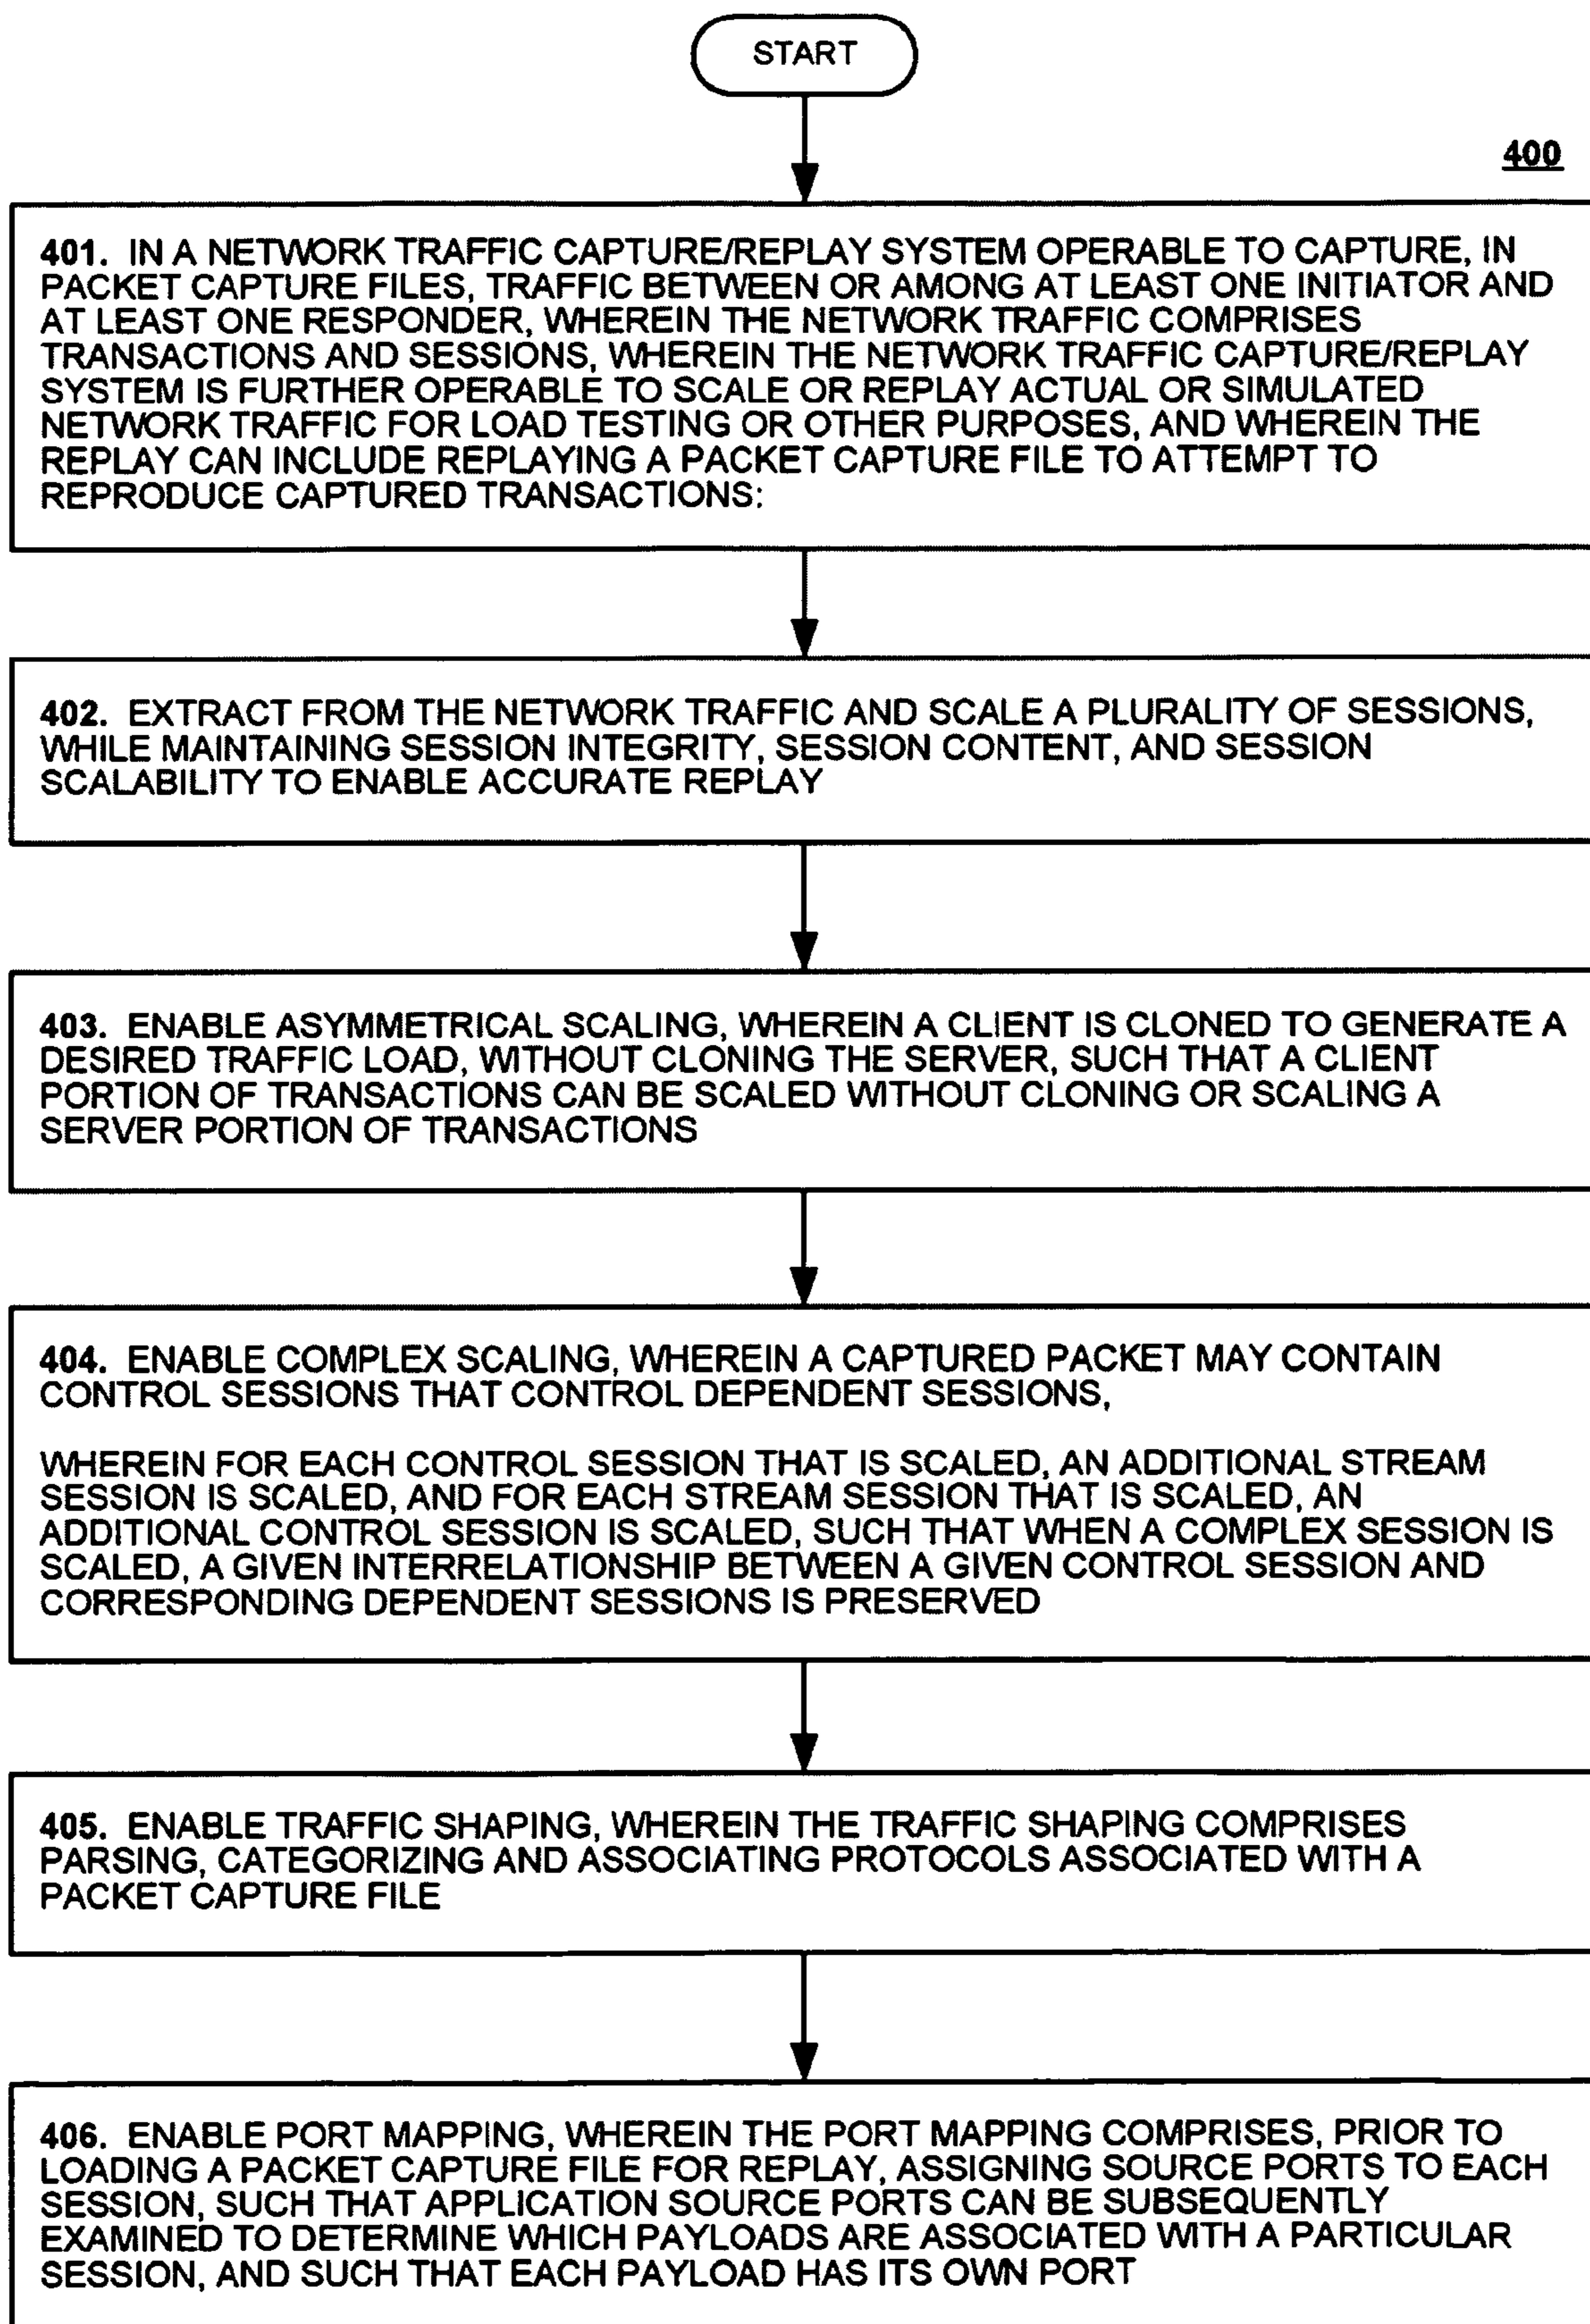 START
400
401. IN A NETWORK TRAFFIC CAPTURE/REPLAY SYSTEM OPERABLE TO CAPTURE, IN
PACKET CAPTURE FILES, TRAFFIC BETWEEN OR AMONG AT LEAST ONE INITIATOR AND
AT LEAST ONE RESPONDER, WHEREIN THE NETWORK TRAFFIC COMPRISES
TRANSACTIONS AND SESSIONS, WHEREIN THE NETWORK TRAFFIC CAPTURE/REPLAY
SYSTEM IS FURTHER OPERABLE TO SCALE OR REPLAY ACTUAL OR SIMULATED
NETWORK TRAFFIC FOR LOAD TESTING OR OTHER PURPOSES, AND WHEREIN THE
REPLAY CAN INCLUDE REPLAYING A PACKET CAPTURE FILE TO ATTEMPT TO
REPRODUCE CAPTURED TRANSACTIONS:
402. EXTRACT FROM THE NETWORK TRAFFIC AND SCALE A PLURALITY OF SESSIONS,
WHILE MAINTAINING SESSION INTEGRITY, SESSION CONTENT, AND SESSION
SCALABILITY TO ENABLE ACCURATE REPLAY
403. ENABLE ASYMMETRICAL SCALING, WHEREIN A CLIENT IS CLONED TO GENERATE A
DESIRED TRAFFIC LOAD, WITHOUT CLONING THE SERVER, SUCH THAT A CLIENT
PORTION OF TRANSACTIONS CAN BE SCALED WITHOUT CLONING OR SCALING A
SERVER PORTION OF TRANSACTIONS
404. ENABLE COMPLEX SCALING, WHEREIN A CAPTURED PACKET MAY CONTAIN
CONTROL SESSIONS THAT CONTROL DEPENDENT SESSIONS,
WHEREIN FOR EACH CONTROL SESSION THAT IS SCALED, AN ADDITIONAL STREAM
SESSION IS SCALED, AND FOR EACH STREAM SESSION THAT IS SCALED, AN
ADDITIONAL CONTROL SESSION IS SCALED, SUCH THAT WHEN A COMPLEX SESSION IS
SCALED, A GIVEN INTERRELATIONSHIP BETWEEN A GIVEN CONTROL SESSION AND
CORRESPONDING DEPENDENT SESSIONS IS PRESERVED
405. ENABLE TRAFFIC SHAPING, WHEREIN THE TRAFFIC SHAPING COMPRISES
PARSING, CATEGORIZING AND ASSOCIATING PROTOCOLS ASSOCIATED WITH A
PACKET CAPTURE FILE
406. ENABLE PORT MAPPING, WHEREIN THE PORT MAPPING COMPRISES, PRIOR TO
LOADING A PACKET CAPTURE FILE FOR REPLAY, ASSIGNING SOURCE PORTS TO EACH
SESSION, SUCH THAT APPLICATION SOURCE PORTS CAN BE SUBSEQUENTLY
EXAMINED TO DETERMINE WHICH PAYLOADS ARE ASSOCIATED WITH A PARTICULAR
SESSION, AND SUCH THAT EACH PAYLOAD HAS ITS OWN PORT